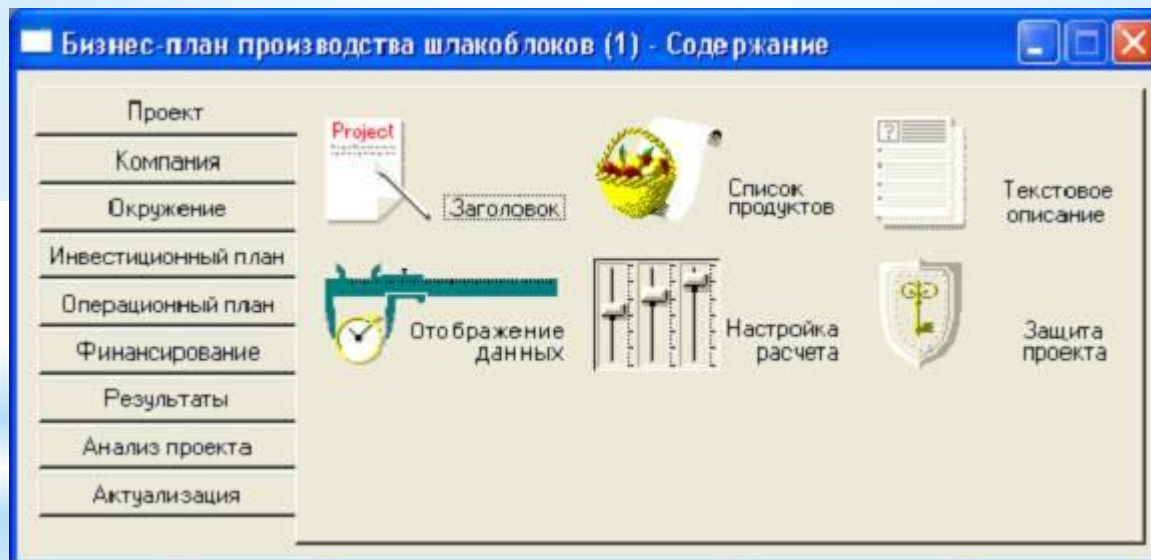 Бизнес-план производства шлакоблоков (1) - Содержание
Проект
Компания
Окружение
Инвестиционный план
Операционный план
Финансирование
Результаты
Анализ проекта
Актуализация
Project
Заголовок
Список
продуктов
?
Текстовое
описание
Отображение
данных
Настройка
расчета
Защита
проекта